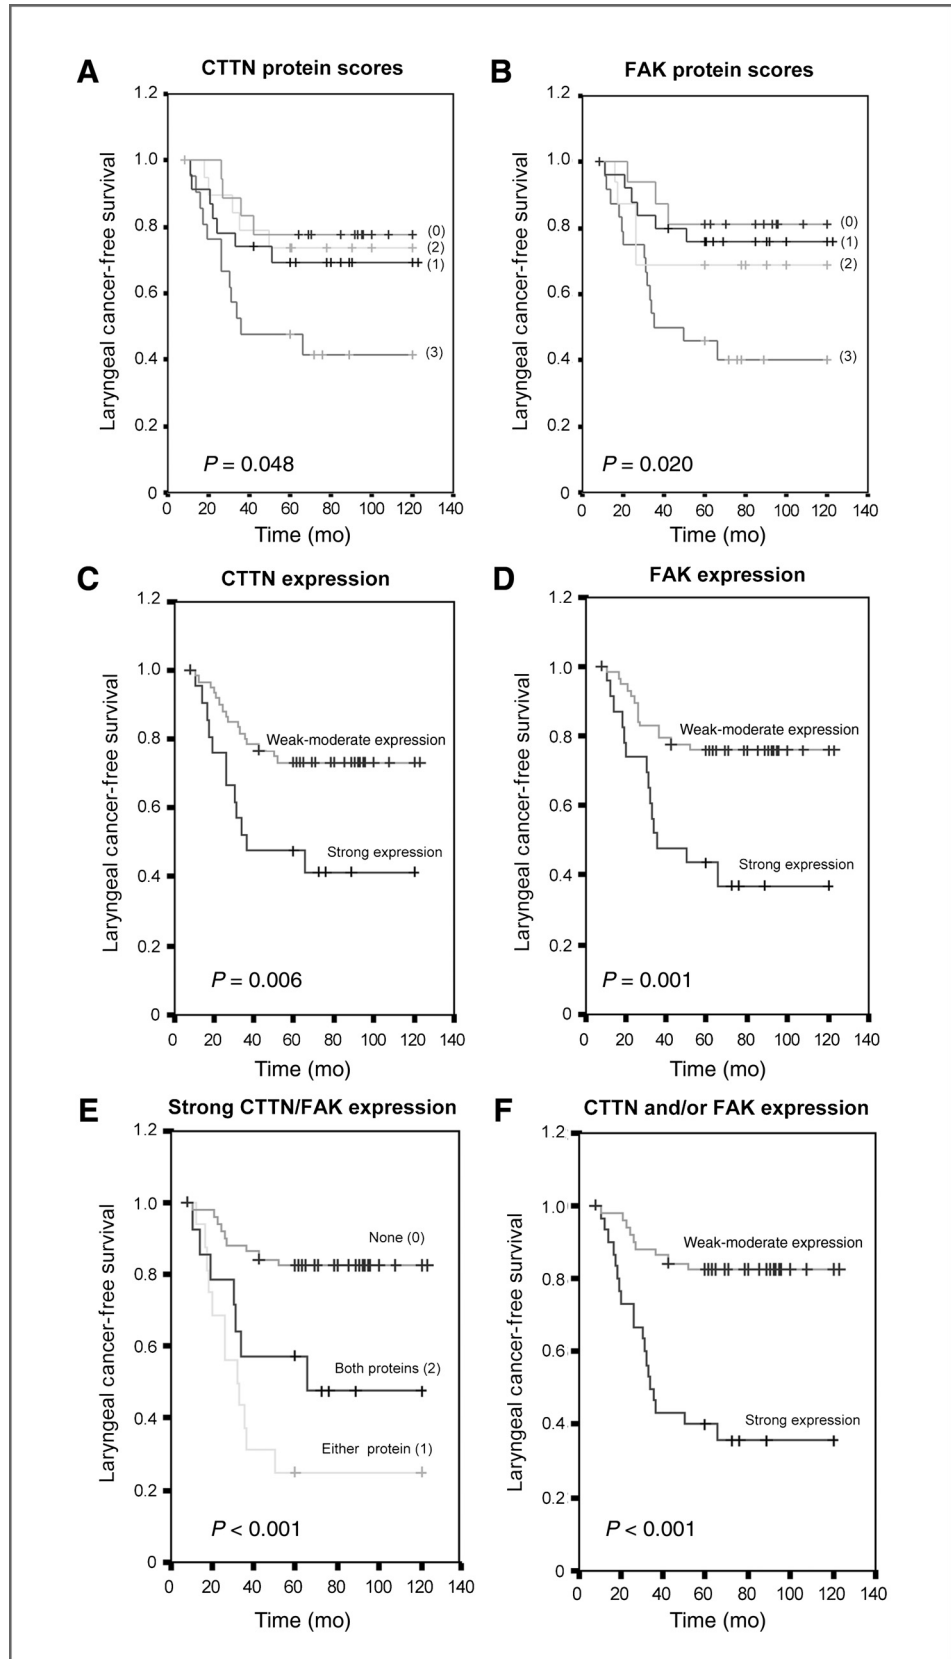 A
CTTN protein scores
Laryngeal cancer-free survival
1.2
1.0
0.8
0.6
0.4
0.2
0
(0)
(2)
(1)
(3)
P = 0.048
0 20 40 60 80 100 120 140
Time (mo)
B
FAK protein scores
Laryngeal cancer-free survival
1.2
1.0
0.8
0.6
0.4
0.2
0
(0)
(1)
(2)
(3)
P = 0.020
0 20 40 60 80 100 120 140
Time (mo)
C
CTTN expression
Laryngeal cancer-free survival
1.2
1.0
0.8
0.6
0.4
0.2
0
Weak-moderate expression
Strong expression
P = 0.006
0 20 40 60 80 100 120 140
Time (mo)
D
FAK expression
Laryngeal cancer-free survival
1.2
1.0
0.8
0.6
0.4
0.2
0
Weak-moderate expression
Strong expression
P = 0.001
0 20 40 60 80 100 120 140
Time (mo)
E
Strong CTTN/FAK expression
Laryngeal cancer-free survival
1.2
1.0
0.8
0.6
0.4
0.2
0
None (0)
Both proteins (2)
Either protein (1)
P < 0.001
0 20 40 60 80 100 120 140
Time (mo)
F
CTTN and/or FAK expression
Laryngeal cancer-free survival
1.2
1.0
0.8
0.6
0.4
0.2
0
Weak-moderate expression
Strong expression
P < 0.001
0 20 40 60 80 100 120 140
Time (mo)